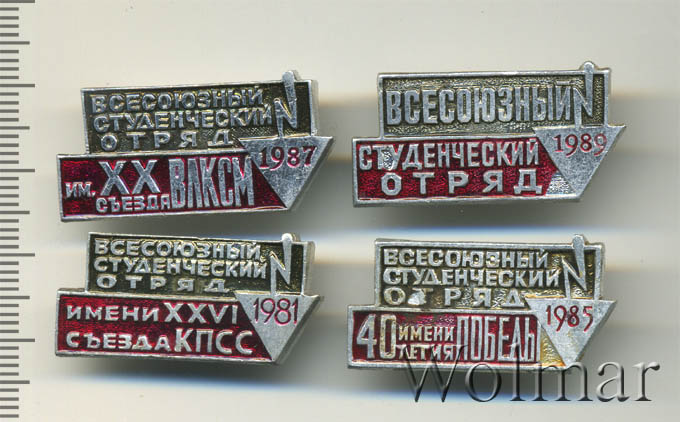 ВСЕСОЮЗНЫЙ
СТУДЕНЧЕСКИЙ
ОТРЯД
1987
ИМ. XX
СЪЕЗДА ВЛКСМ
ВСЕСОЮЗНЫЙ
1989
СТУДЕНЧЕСКИЙ
ОТРЯД
ВСЕСОЮЗНЫЙ
СТУДЕНЧЕСКИЙ
ОТРЯД
1981
ИМЕНИ XXVI
СЪЕЗДА КПСС
ВСЕСОЮЗНЫЙ
СТУДЕНЧЕСКИЙ
ОТРЯД
1985
40 ИМЕНИ
ЛЕТИЯ ПОБЕДЫ
Wolmar